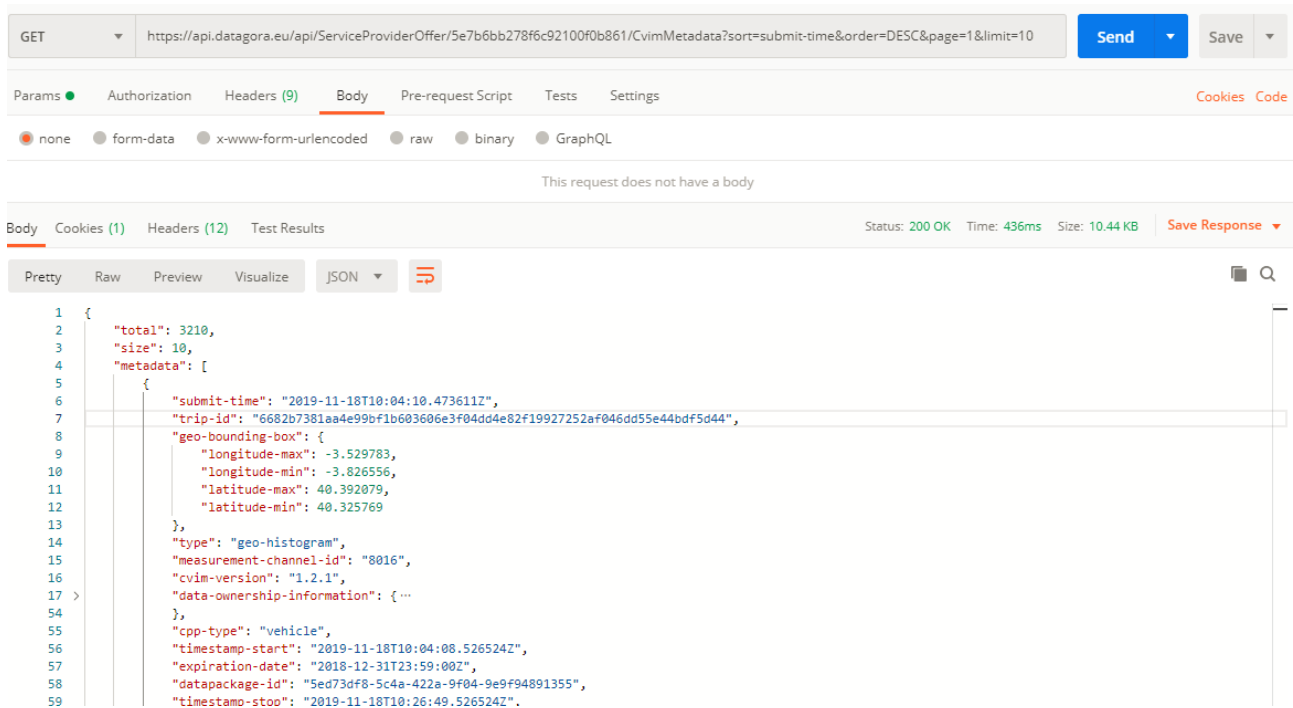 GET https://api.datagora.eu/api/ServiceProviderOffer/5e7b6bb278f6c92100f0b861/CvimMetadata?sort=submit-time&order=DESC&page=1&limit=10 Send Save
Params Authorization Headers (9) Body Pre-request Script Tests Settings Cookies Code
none form-data x-www-form-urlencoded raw binary GraphQL
This request does not have a body
Body Cookies (1) Headers (12) Test Results Status: 200 OK Time: 436ms Size: 10.44 KB Save Response
Pretty Raw Preview Visualize JSON
1 {
2 "total": 3210,
3 "size": 10,
4 "metadata": [
5 {
6 "submit-time": "2019-11-18T10:04:10.473611Z",
7 "trip-id": "6682b7381aa4e99bf1b603606e3f04dd4e82f19927252af046dd55e44bdf5d44",
8 "geo-bounding-box": {
9 "longitude-max": -3.529783,
10 "longitude-min": -3.826556,
11 "latitude-max": 40.392079,
12 "latitude-min": 40.325769
13 },
14 "type": "geo-histogram",
15 "measurement-channel-id": "8016",
16 "cvim-version": "1.2.1",
17 > "data-ownership-information": {…
54 },
55 "cpp-type": "vehicle",
56 "timestamp-start": "2019-11-18T10:04:08.526524Z",
57 "expiration-date": "2018-12-31T23:59:00Z",
58 "datapackage-id": "5ed73df8-5c4a-422a-9f04-9e9f94891355",
59 "timestamp-stop": "2019-11-18T10:26:49.526524Z",